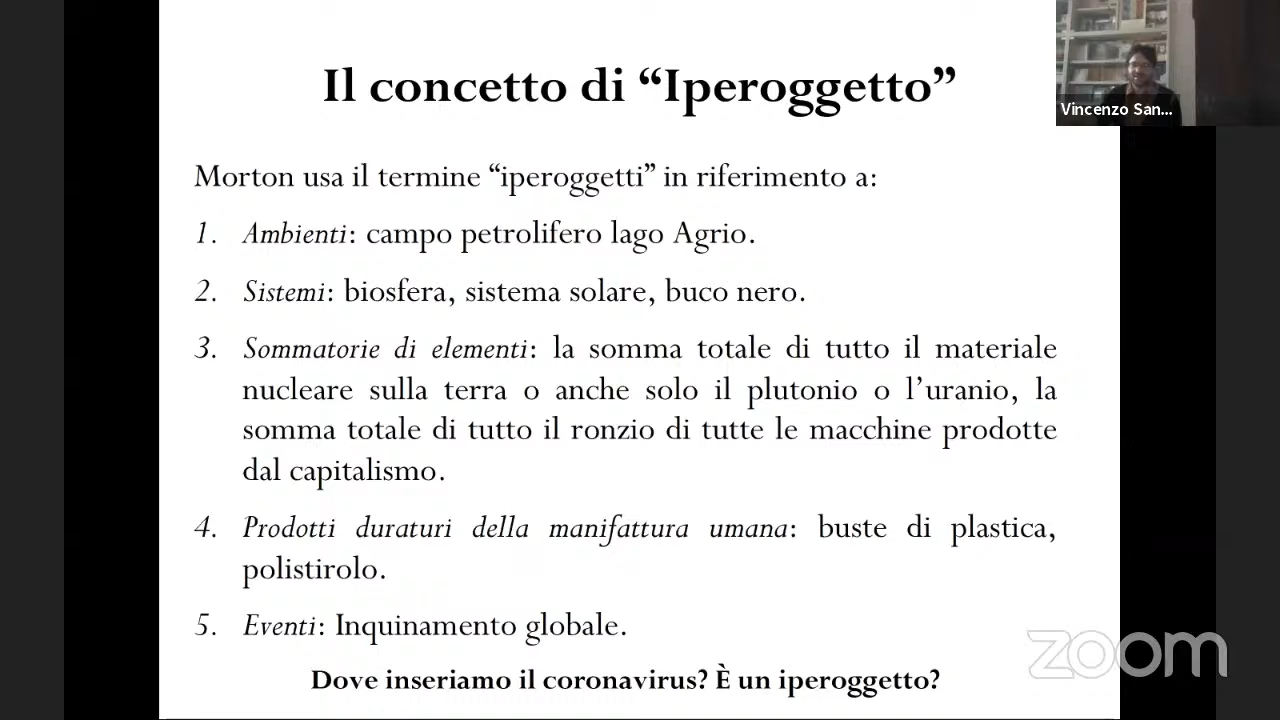 Il concetto di “Iperoggetto”
Vincenzo San...
Morton usa il termine “iperoggetti” in riferimento a:
1. Ambienti: campo petrolifero lago Agrio.
2. Sistemi: biosfera, sistema solare, buco nero.
3. Sommatorie di elementi: la somma totale di tutto il materiale
nucleare sulla terra o anche solo il plutonio o l’uranio, la
somma totale di tutto il ronzio di tutte le macchine prodotte
dal capitalismo.
4. Prodotti duraturi della manifattura umana: buste di plastica,
polistirolo.
5. Eventi: Inquinamento globale.
zoom
Dove inseriamo il coronavirus? È un iperoggetto?